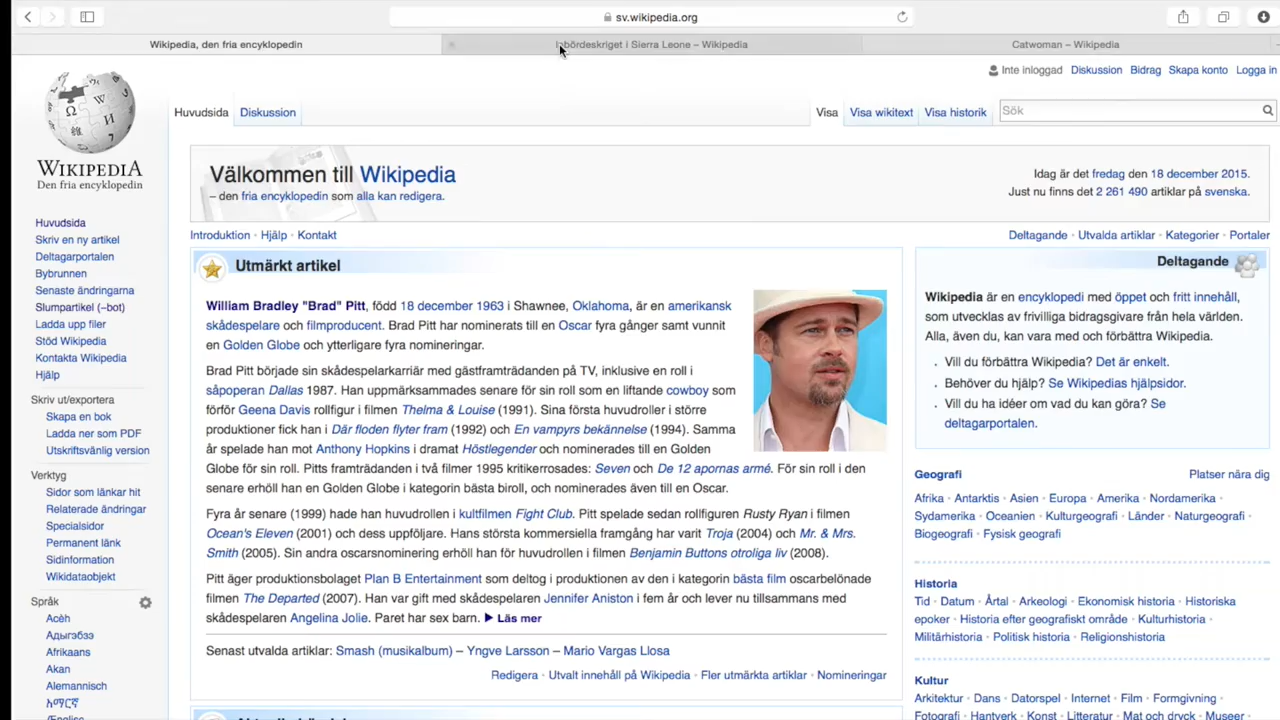 sv.wikipedia.org
Wikipedia, den fria encyklopedin
bördeskriget i Sierra Leone – Wikipedia
Catwoman – Wikipedia
Inte inloggad Diskussion Bidrag Skapa konto Logga in
Huvudsida Diskussion
Visa Visa wikitext Visa historik Sök
WIKIPEDIA
Den fria encyklopedin
Huvudsida
Skriv en ny artikel
Deltagarportalen
Bybrunnen
Senaste ändringarna
Slumpartikel (–bot)
Ladda upp filer
Stöd Wikipedia
Kontakta Wikipedia
Hjälp
Skriv ut/exportera
Skapa en bok
Ladda ner som PDF
Utskriftsvänlig version
Verktyg
Sidor som länkar hit
Relaterade ändringar
Specialsidor
Permanent länk
Sidinformation
Wikidataobjekt
Språk
Acèh
Адыгэбзэ
Afrikaans
Akan
Alemannisch
አማርኛ
Ænglisc
Välkommen till Wikipedia
– den fria encyklopedin som alla kan redigera.
Idag är det fredag den 18 december 2015.
Just nu finns det 2 261 490 artiklar på svenska.
Introduktion · Hjälp · Kontakt
Deltagande · Utvalda artiklar · Kategorier · Portaler
Utmärkt artikel
William Bradley "Brad" Pitt, född 18 december 1963 i Shawnee, Oklahoma, är en amerikansk
skådespelare och filmproducent. Brad Pitt har nominerats till en Oscar fyra gånger samt vunnit
en Golden Globe och ytterligare fyra nomineringar.
Brad Pitt började sin skådespelarkarriär med gästframträdanden på TV, inklusive en roll i
såpoperan Dallas 1987. Han uppmärksammades senare för sin roll som en liftande cowboy som
förför Geena Davis rollfigur i filmen Thelma & Louise (1991). Sina första huvudroller i större
produktioner fick han i Där floden flyter fram (1992) och En vampyrs bekännelse (1994). Samma
år spelade han mot Anthony Hopkins i dramat Höstlegender och nominerades till en Golden
Globe för sin roll. Pitts framträdanden i två filmer 1995 kritikerrosades: Seven och De 12 apornas armé. För sin roll i den
senare erhöll han en Golden Globe i kategorin bästa biroll, och nominerades även till en Oscar.
Fyra år senare (1999) hade han huvudrollen i kultfilmen Fight Club. Pitt spelade sedan rollfiguren Rusty Ryan i filmen
Ocean's Eleven (2001) och dess uppföljare. Hans största kommersiella framgång har varit Troja (2004) och Mr. & Mrs.
Smith (2005). Sin andra oscarsnominering erhöll han för huvudrollen i filmen Benjamin Buttons otroliga liv (2008).
Pitt äger produktionsbolaget Plan B Entertainment som deltog i produktionen av den i kategorin bästa film oscarbelönade
filmen The Departed (2007). Han var gift med skådespelaren Jennifer Aniston i fem år och lever nu tillsammans med
skådespelaren Angelina Jolie. Paret har sex barn. ► Läs mer
Senast utvalda artiklar: Smash (musikalbum) – Yngve Larsson – Mario Vargas Llosa
Redigera · Utvalt innehåll på Wikipedia · Fler utmärkta artiklar · Nomineringar
Deltagande
Wikipedia är en encyklopedi med öppet och fritt innehåll,
som utvecklas av frivilliga bidragsgivare från hela världen.
Alla, även du, kan vara med och förbättra Wikipedia.
Vill du förbättra Wikipedia? Det är enkelt.
Behöver du hjälp? Se Wikipedias hjälpsidor.
Vill du ha idéer om vad du kan göra? Se
deltagarportalen.
Geografi Platser nära dig
Afrika · Antarktis · Asien · Europa · Amerika · Nordamerika ·
Sydamerika · Oceanien · Kulturgeografi · Länder · Naturgeografi ·
Biogeografi · Fysisk geografi
Historia
Tid · Datum · Årtal · Arkeologi · Ekonomisk historia · Historiska
epoker · Historia efter geografiskt område · Kulturhistoria ·
Militärhistoria · Politisk historia · Religionshistoria
Kultur
Arkitektur · Dans · Datorspel · Internet · Film · Formgivning ·
Fotografi · Hantverk · Konst · Litteratur · Mat och dryck · Museer ·